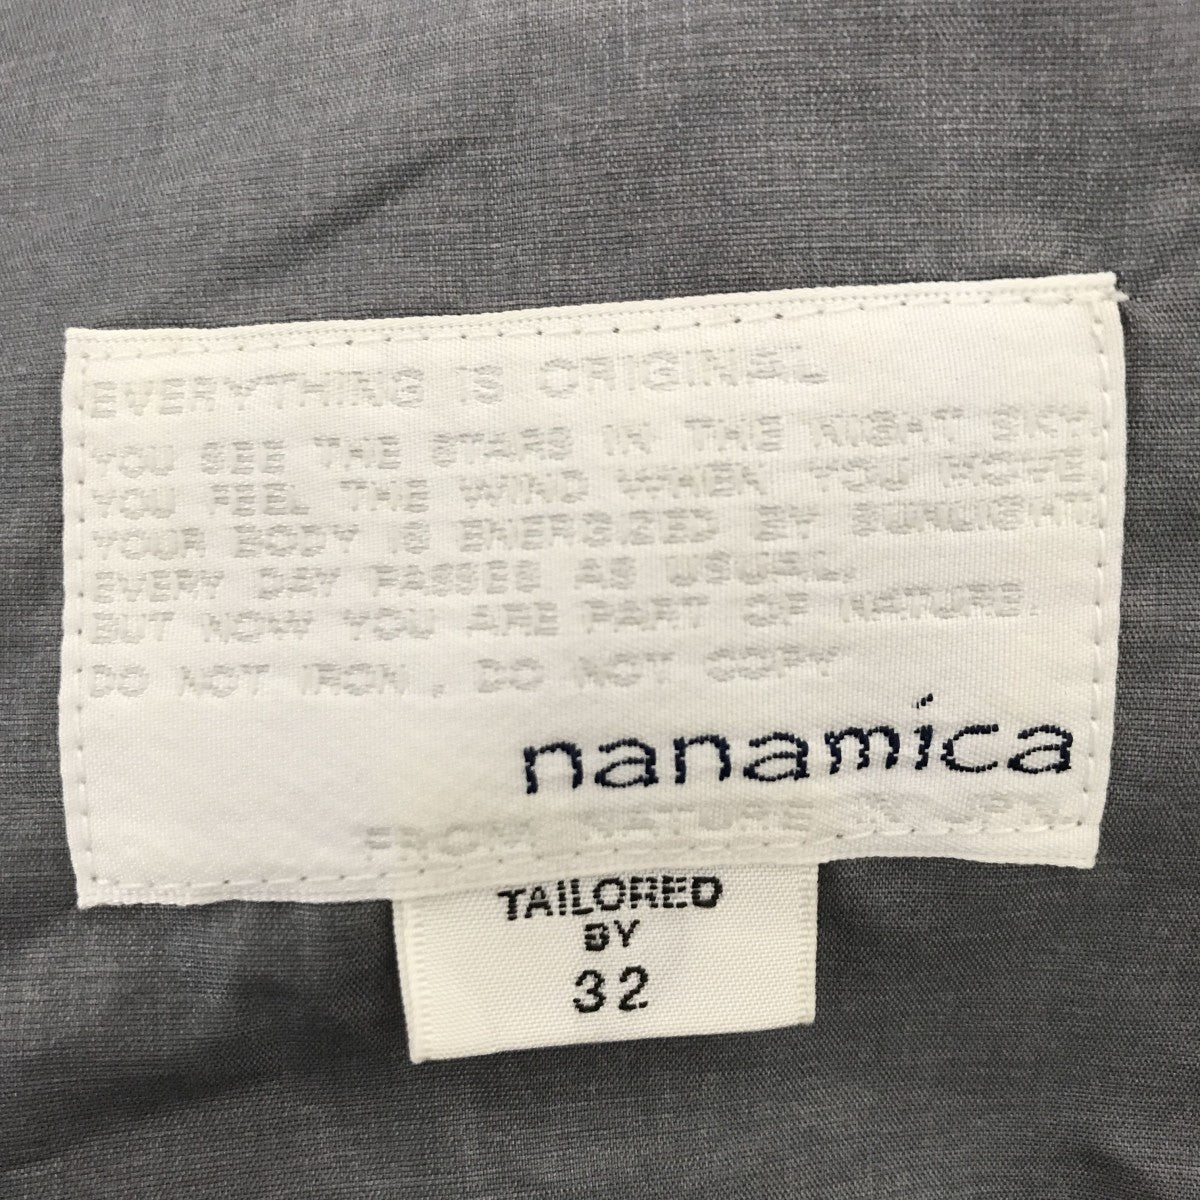 EVERYTHING IS ORIGINAL
YOU SEE THE STARS IN THE NIGHT SKY.
YOU FEEL THE WIND WHEN YOU MOVE.
YOUR BODY IS ENERGIZED BY SUNLIGHT.
EVERY DAY PASSES AS USUAL,
BUT NOW YOU ARE PART OF NATURE.
DO NOT IRON, DO NOT COPY
nanamica
FROM NATURE
TAILORED
BY
32